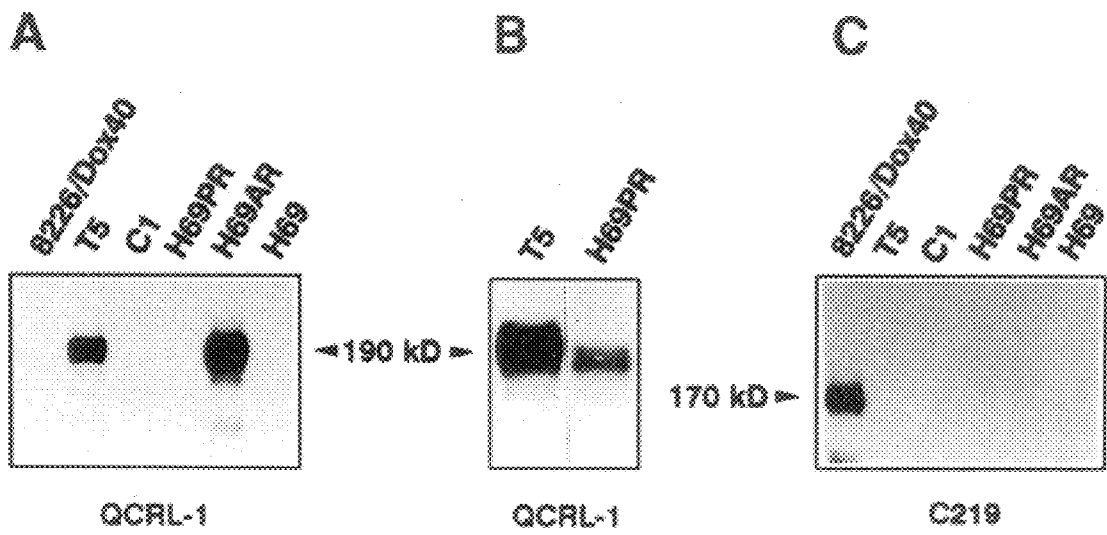 A B C
8226/Dox40 T5 C1 H69PR H69AR H69
T5 H69PR
8226/Dox40 T5 C1 H69PR H69AR H69
190 kD
170 kD
QCRL-1 QCRL-1 C219